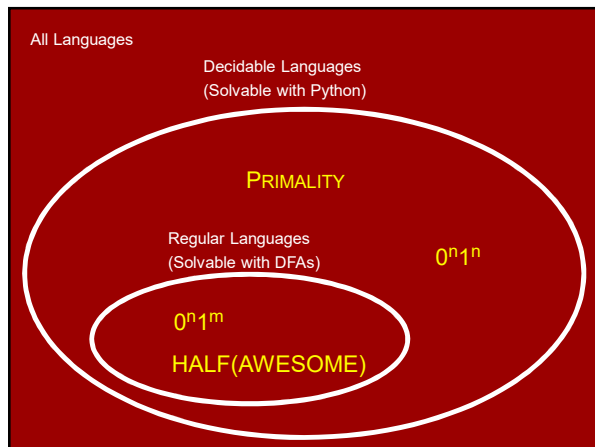 All Languages
Decidable Languages
(Solvable with Python)
PRIMALITY
Regular Languages
(Solvable with DFAs)
0ⁿ1ⁿ
0ⁿ1ᵐ
HALF(AWESOME)